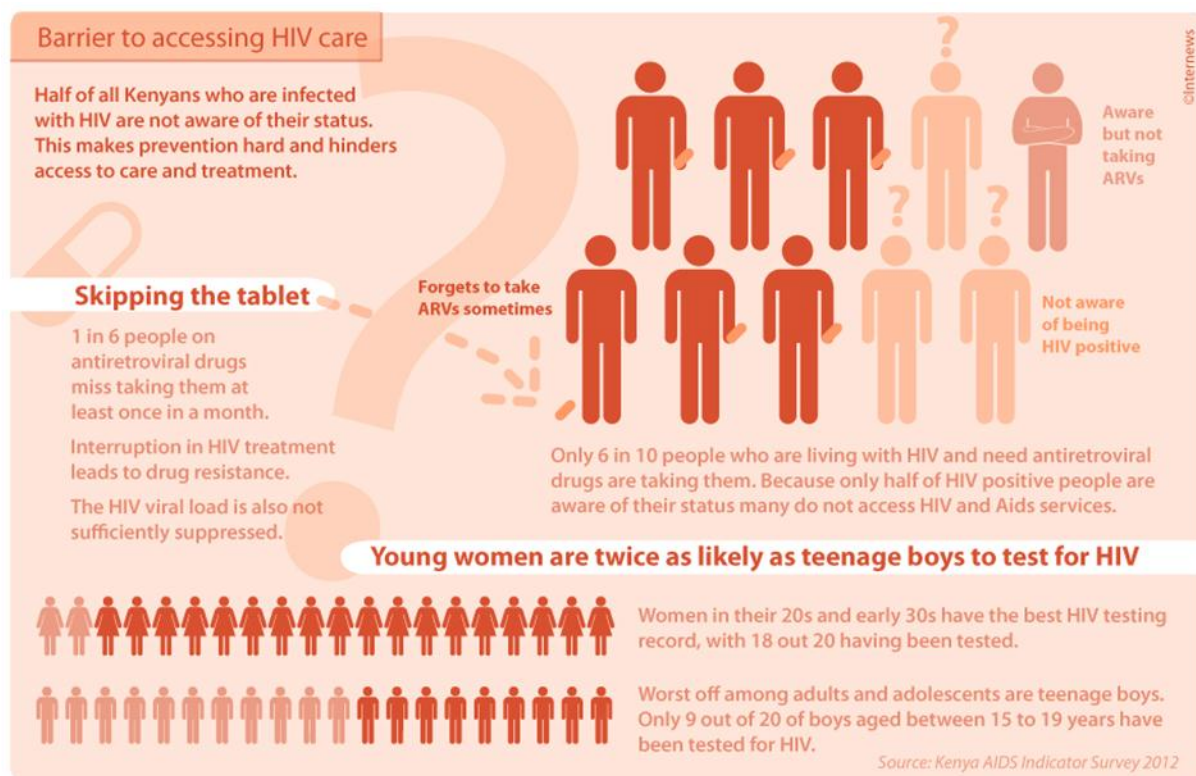 Barrier to accessing HIV care
Half of all Kenyans who are infected
with HIV are not aware of their status.
This makes prevention hard and hinders
access to care and treatment.
?
©Internews
Aware
but not
taking
ARVs
?
?
?
Skipping the tablet
1 in 6 people on
antiretroviral drugs
miss taking them at
least once in a month.
Interruption in HIV treatment
leads to drug resistance.
The HIV viral load is also not
sufficiently suppressed.
Forgets to take
ARVs sometimes
Not aware
of being
HIV positive
Only 6 in 10 people who are living with HIV and need antiretroviral
drugs are taking them. Because only half of HIV positive people are
aware of their status many do not access HIV and Aids services.
Young women are twice as likely as teenage boys to test for HIV
Women in their 20s and early 30s have the best HIV testing
record, with 18 out 20 having been tested.
Worst off among adults and adolescents are teenage boys.
Only 9 out of 20 of boys aged between 15 to 19 years have
been tested for HIV.
Source: Kenya AIDS Indicator Survey 2012